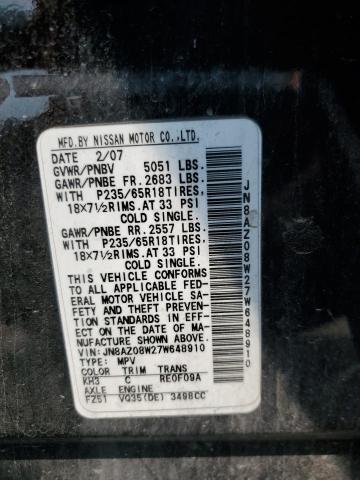 MFD.BY NISSAN MOTOR CO.,LTD.
DATE 2/07
GVWR/PNBV 5051 LBS.
GAWR/PNBE FR. 2683 LBS.
WITH P235/65R18TIRES,
18X7½RIMS.AT 33 PSI
COLD SINGLE.
GAWR/PNBE RR. 2557 LBS.
WITH P235/65R18TIRES,
18X7½RIMS.AT 33 PSI
COLD SINGLE.
THIS VEHICLE CONFORMS
TO ALL APPLICABLE FED-
ERAL MOTOR VEHICLE SA-
FETY AND THEFT PREVEN-
TION STANDARDS IN EFF-
ECT ON THE DATE OF MA-
NUFACTURE SHOWN ABOVE.
VIN: JN8AZ08W27W648910
TYPE: MPV
COLOR TRIM TRANS
KH3 C RE0F09A
AXLE ENGINE
FZ51 VQ35(DE) 3498CC
JN8AZ08W27W648910